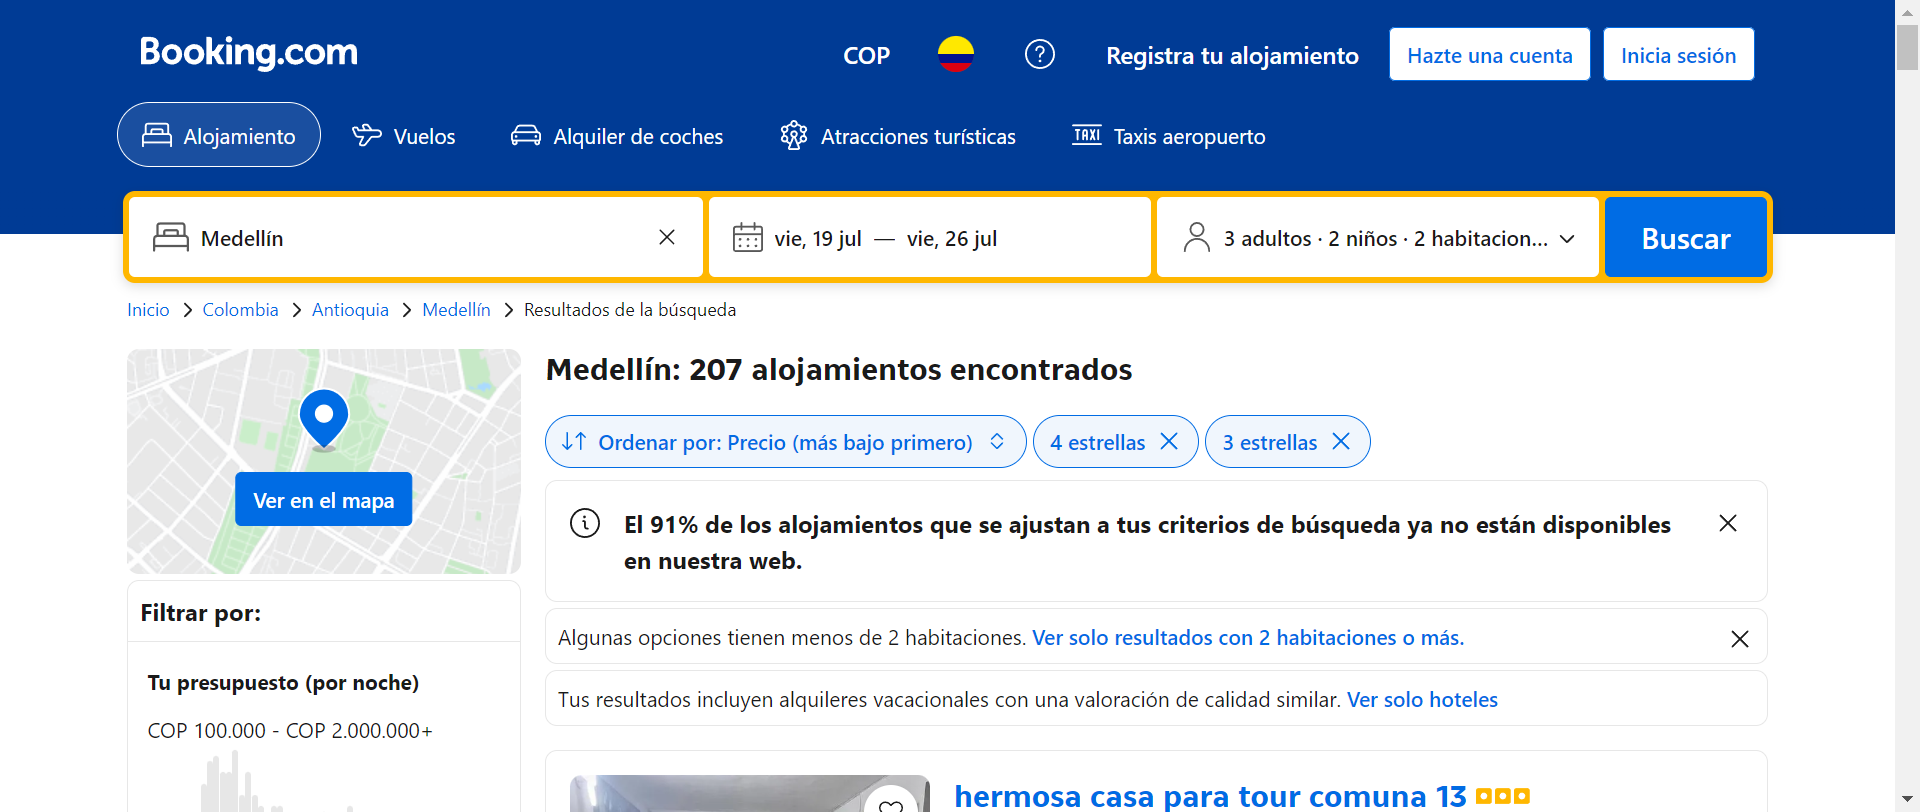 Booking.com
COP
Registra tu alojamiento
Hazte una cuenta
Inicia sesión
Alojamiento
Vuelos
Alquiler de coches
TAXI
Atracciones turísticas
Taxis aeropuerto
Medellín
vie, 19 jul — vie, 26 jul
3 adultos · 2 niños · 2 habitacion...
Buscar
Inicio
Colombia
Antioquia
Medellín
Resultados de la búsqueda
Ver en el mapa
Filtrar por:
Tu presupuesto (por noche)
COP 100.000 - COP 2.000.000+
Medellín: 207 alojamientos encontrados
Ordenar por: Precio (más bajo primero)
4 estrellas
3 estrellas
El 91% de los alojamientos que se ajustan a tus criterios de búsqueda ya no están disponibles
en nuestra web.
Algunas opciones tienen menos de 2 habitaciones. Ver solo resultados con 2 habitaciones o más.
Tus resultados incluyen alquileres vacacionales con una valoración de calidad similar. Ver solo hoteles
hermosa casa para tour comuna 13